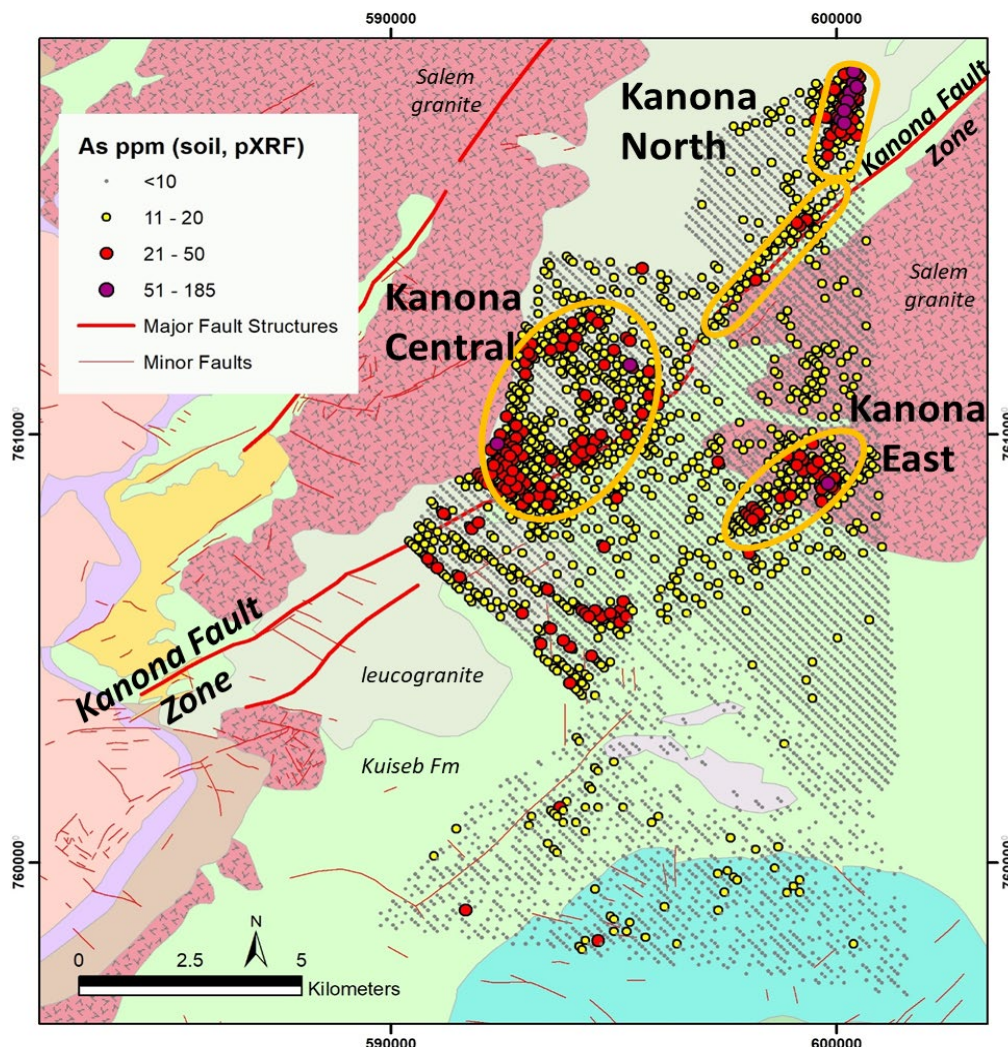 590000
600000
Salem
granite
Kanona
North
Kanona Fault
Zone
As ppm (soil, pXRF)
<10
11 - 20
21 - 50
51 - 185
Major Fault Structures
Minor Faults
Kanona
Central
Salem
granite
Kanona
East
7610000
7610000
Kanona Fault
Zone
leucogranite
Kuiseb Fm
7600000
7600000
N
0 2.5 5
Kilometers
590000
600000